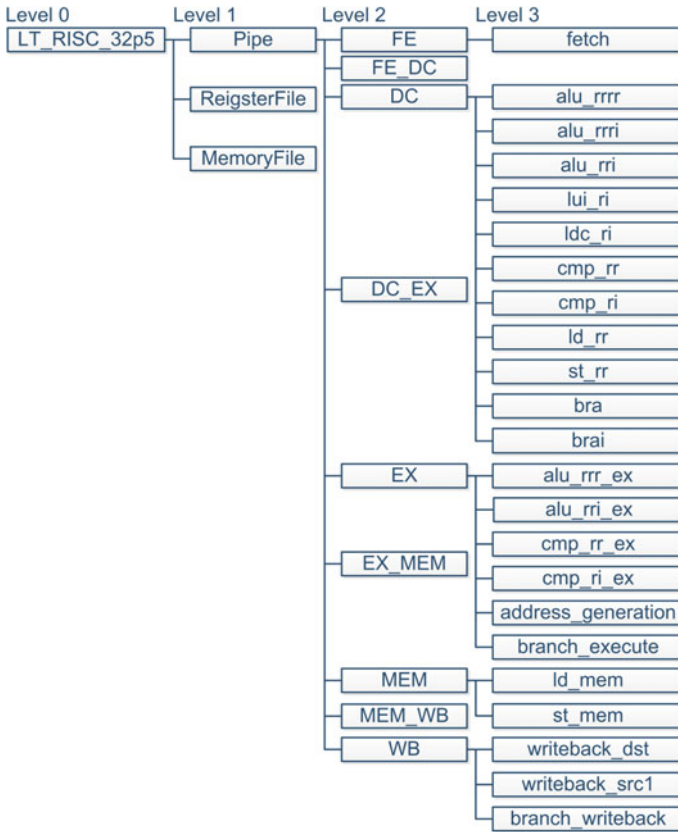 Level 0 Level 1 Level 2 Level 3
LT_RISC_32p5 Pipe FE fetch
FE_DC
ReigsterFile DC alu_rrrr
alu_rrri
MemoryFile alu_rri
lui_ri
ldc_ri
cmp_rr
DC_EX cmp_ri
ld_rr
st_rr
bra
brai
EX alu_rrr_ex
alu_rri_ex
EX_MEM cmp_rr_ex
cmp_ri_ex
address_generation
branch_execute
MEM ld_mem
MEM_WB st_mem
WB writeback_dst
writeback_src1
branch_writeback